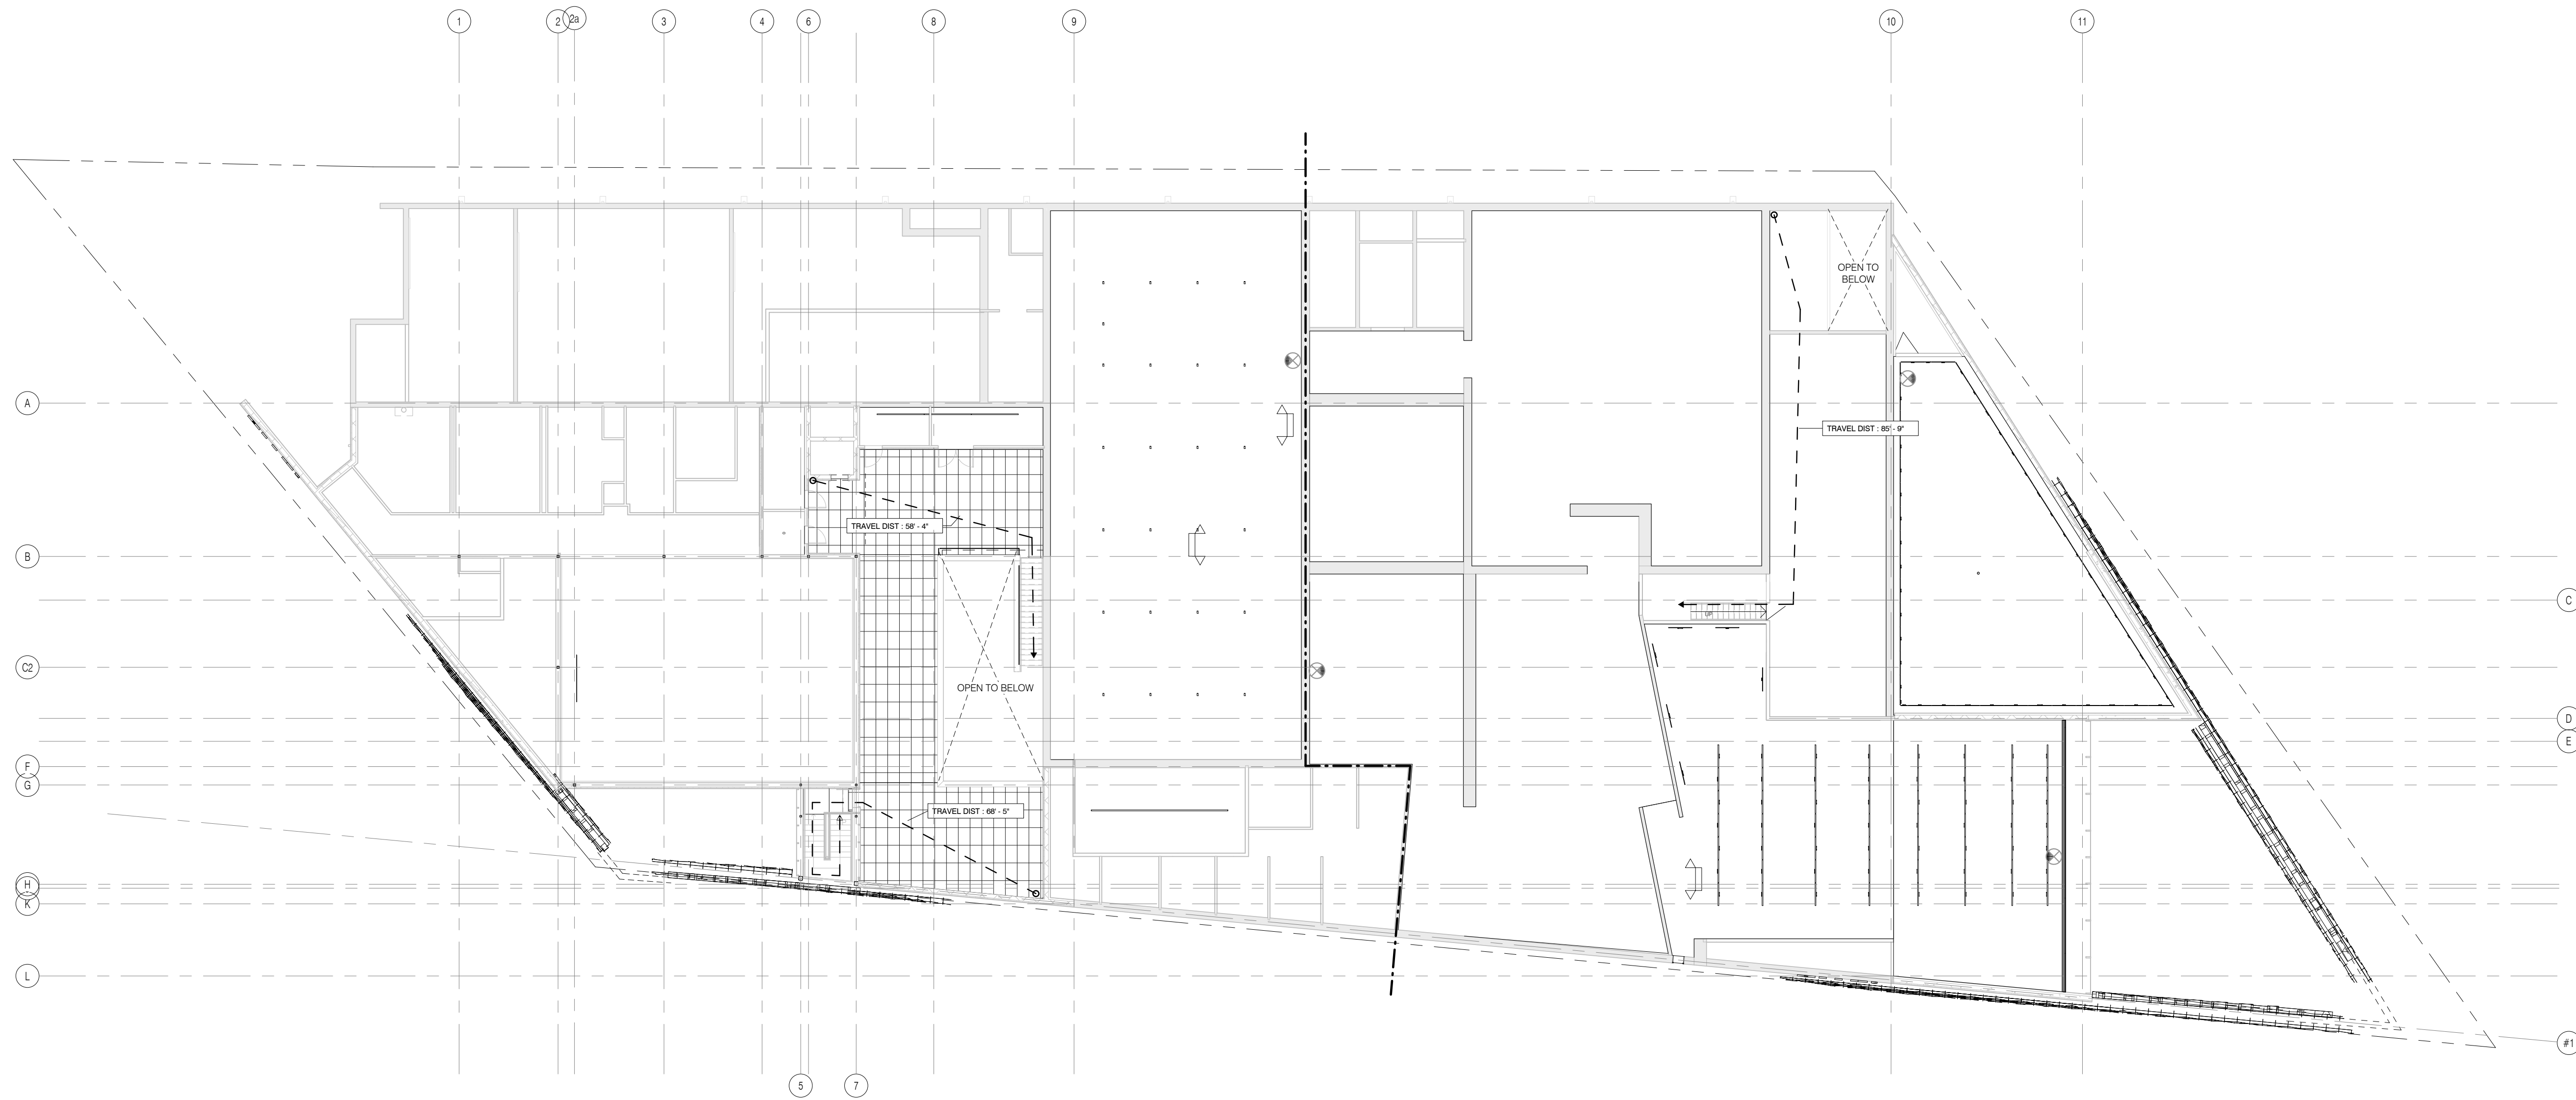 1
2
2a
3
4
6
8
9
10
11
OPEN TO
BELOW
A
TRAVEL DIST : 85' - 9"
TRAVEL DIST : 58' - 4"
B
C
UP
C2
OPEN TO BELOW
D
E
F
G
TRAVEL DIST : 68' - 5"
H
K
L
#1
5
7